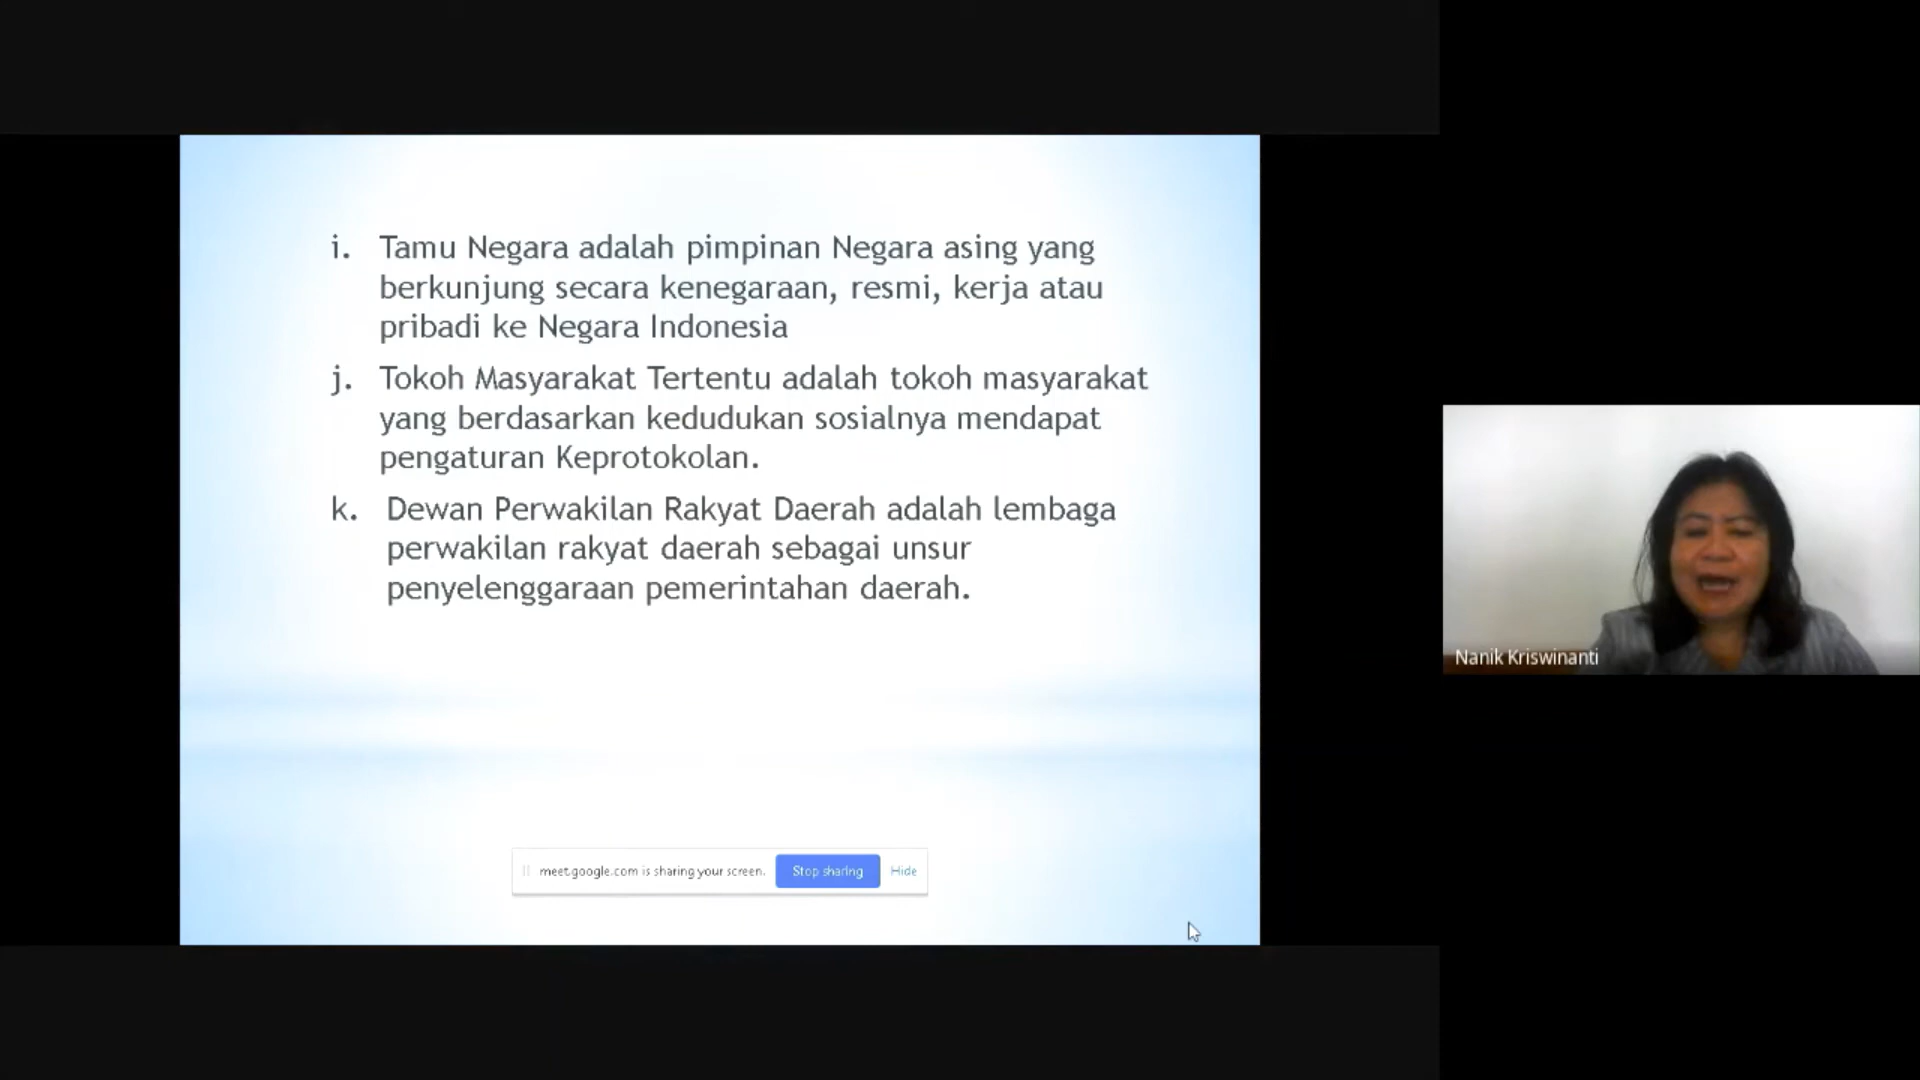 i. Tamu Negara adalah pimpinan Negara asing yang
berkunjung secara kenegaraan, resmi, kerja atau
pribadi ke Negara Indonesia
j. Tokoh Masyarakat Tertentu adalah tokoh masyarakat
yang berdasarkan kedudukan sosialnya mendapat
pengaturan Keprotokolan.
k. Dewan Perwakilan Rakyat Daerah adalah lembaga
perwakilan rakyat daerah sebagai unsur
penyelenggaraan pemerintahan daerah.
Nanik Kriswinanti
meet.google.com is sharing your screen. Stop sharing Hide